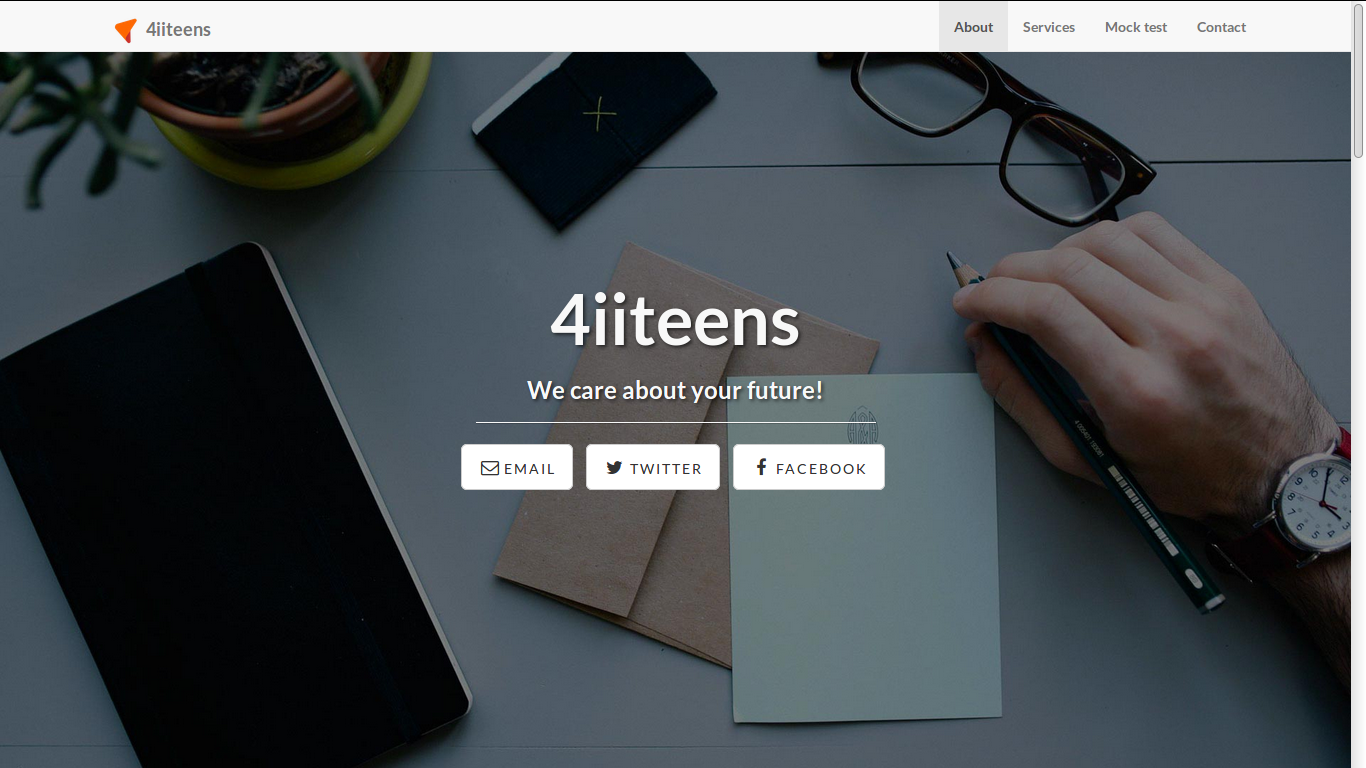 4iiteens
About Services Mock test Contact
4iiteens
We care about your future!
EMAIL TWITTER FACEBOOK